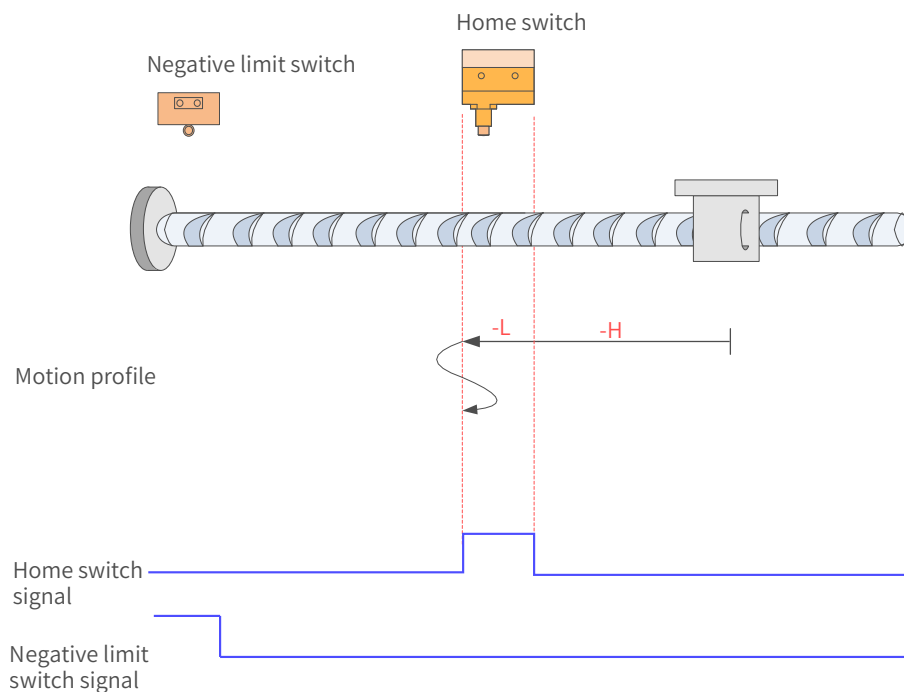 Home switch
Negative limit switch
-L
-H
Motion profile
Home switch
signal
Negative limit
switch signal